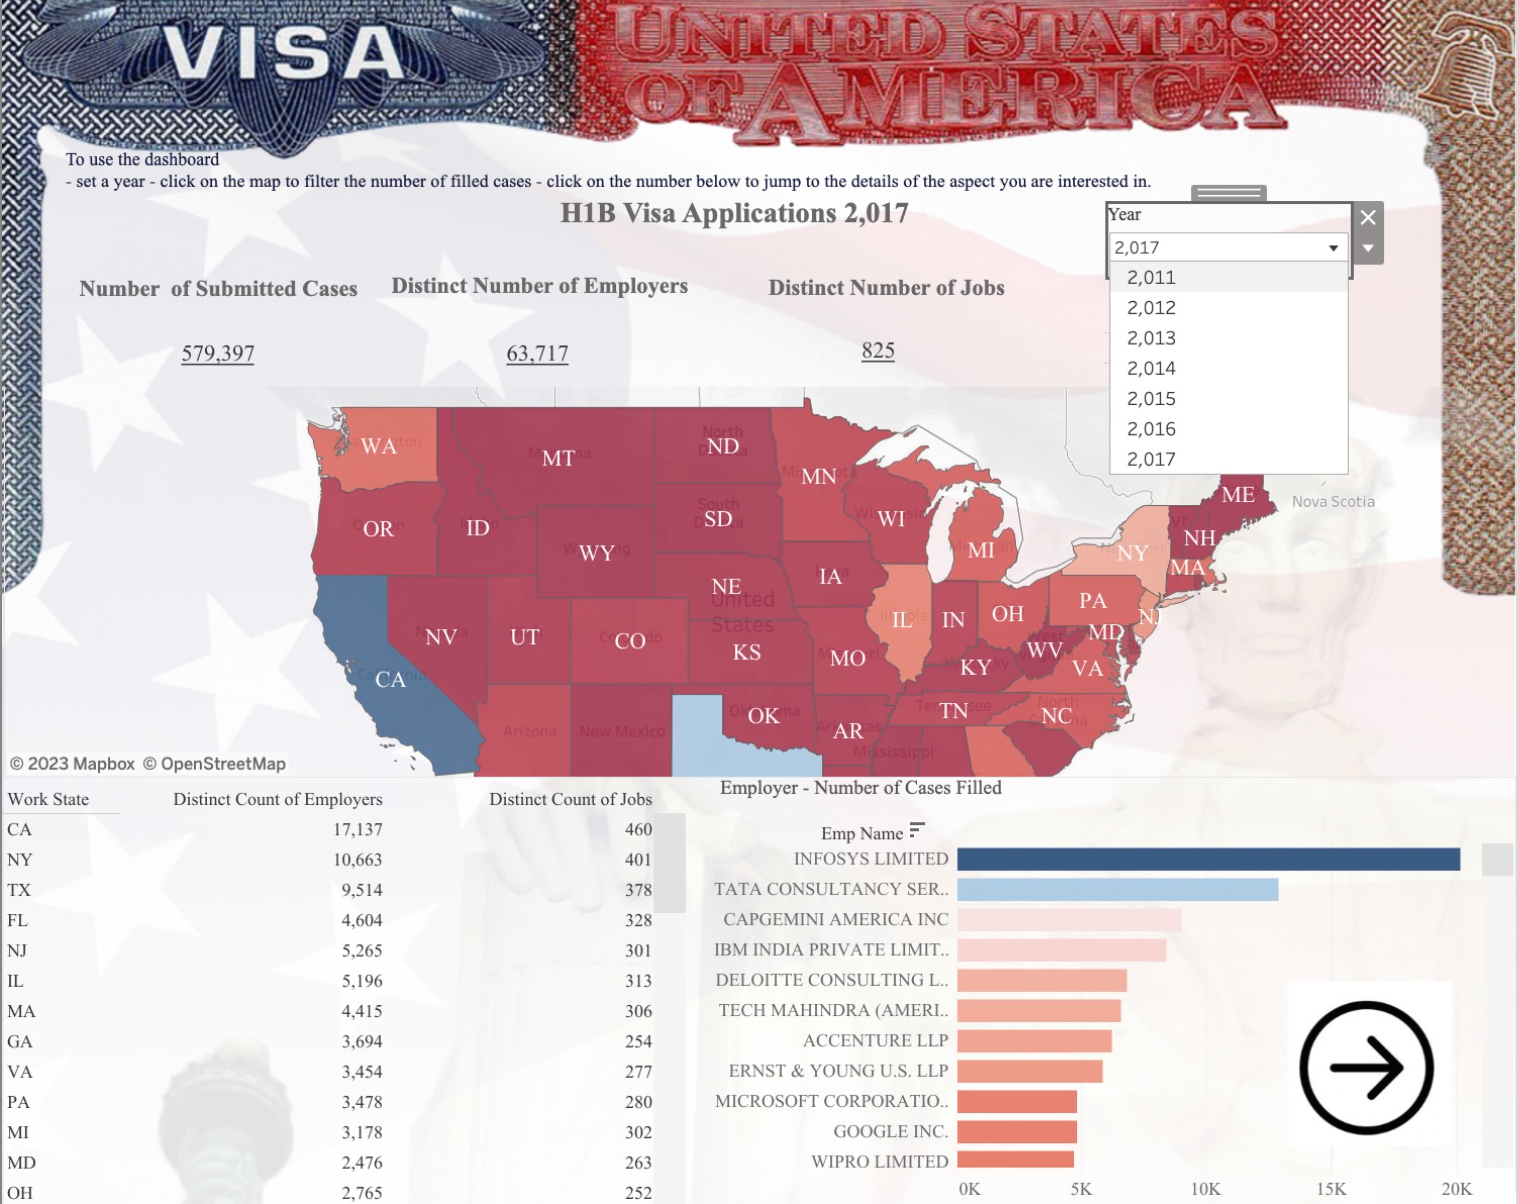 VISA
UNITED STATES
OF AMERICA
To use the dashboard
- set a year - click on the map to filter the number of filled cases - click on the number below to jump to the details of the aspect you are interested in.
H1B Visa Applications 2,017
Year
2,017
2,011
2,012
2,013
2,014
2,015
2,016
2,017
Number of Submitted Cases
Distinct Number of Employers
Distinct Number of Jobs
579,397
63,717
825
WA
MT
ND
MN
ME
Nova Scotia
OR
ID
SD
WI
VT
NH
WY
MI
NY
MA
IA
NE
United
States
IL
IN
OH
PA
NJ
NV
UT
CO
KS
MO
KY
WV
MD
VA
CA
Arizona
New Mexico
OK
AR
TN
NC
Mississippi
© 2023 Mapbox © OpenStreetMap
Work State Distinct Count of Employers Distinct Count of Jobs
CA 17,137 460
NY 10,663 401
TX 9,514 378
FL 4,604 328
NJ 5,265 301
IL 5,196 313
MA 4,415 306
GA 3,694 254
VA 3,454 277
PA 3,478 280
MI 3,178 302
MD 2,476 263
OH 2,765 252
Employer - Number of Cases Filled
Emp Name
INFOSYS LIMITED
TATA CONSULTANCY SER..
CAPGEMINI AMERICA INC
IBM INDIA PRIVATE LIMIT..
DELOITTE CONSULTING L..
TECH MAHINDRA (AMERI..
ACCENTURE LLP
ERNST & YOUNG U.S. LLP
MICROSOFT CORPORATIO..
GOOGLE INC.
WIPRO LIMITED
0K 5K 10K 15K 20K